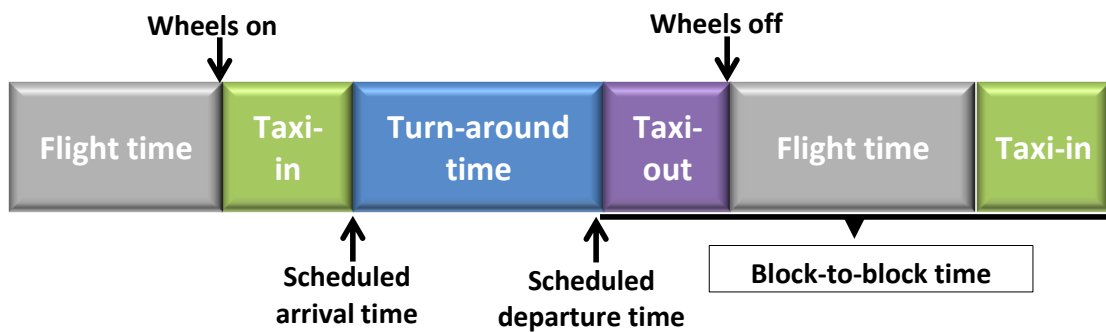 Wheels on
Wheels off
Flight time
Taxi-
in
Turn-around
time
Taxi-
out
Flight time
Taxi-in
Scheduled
arrival time
Scheduled
departure time
Block-to-block time